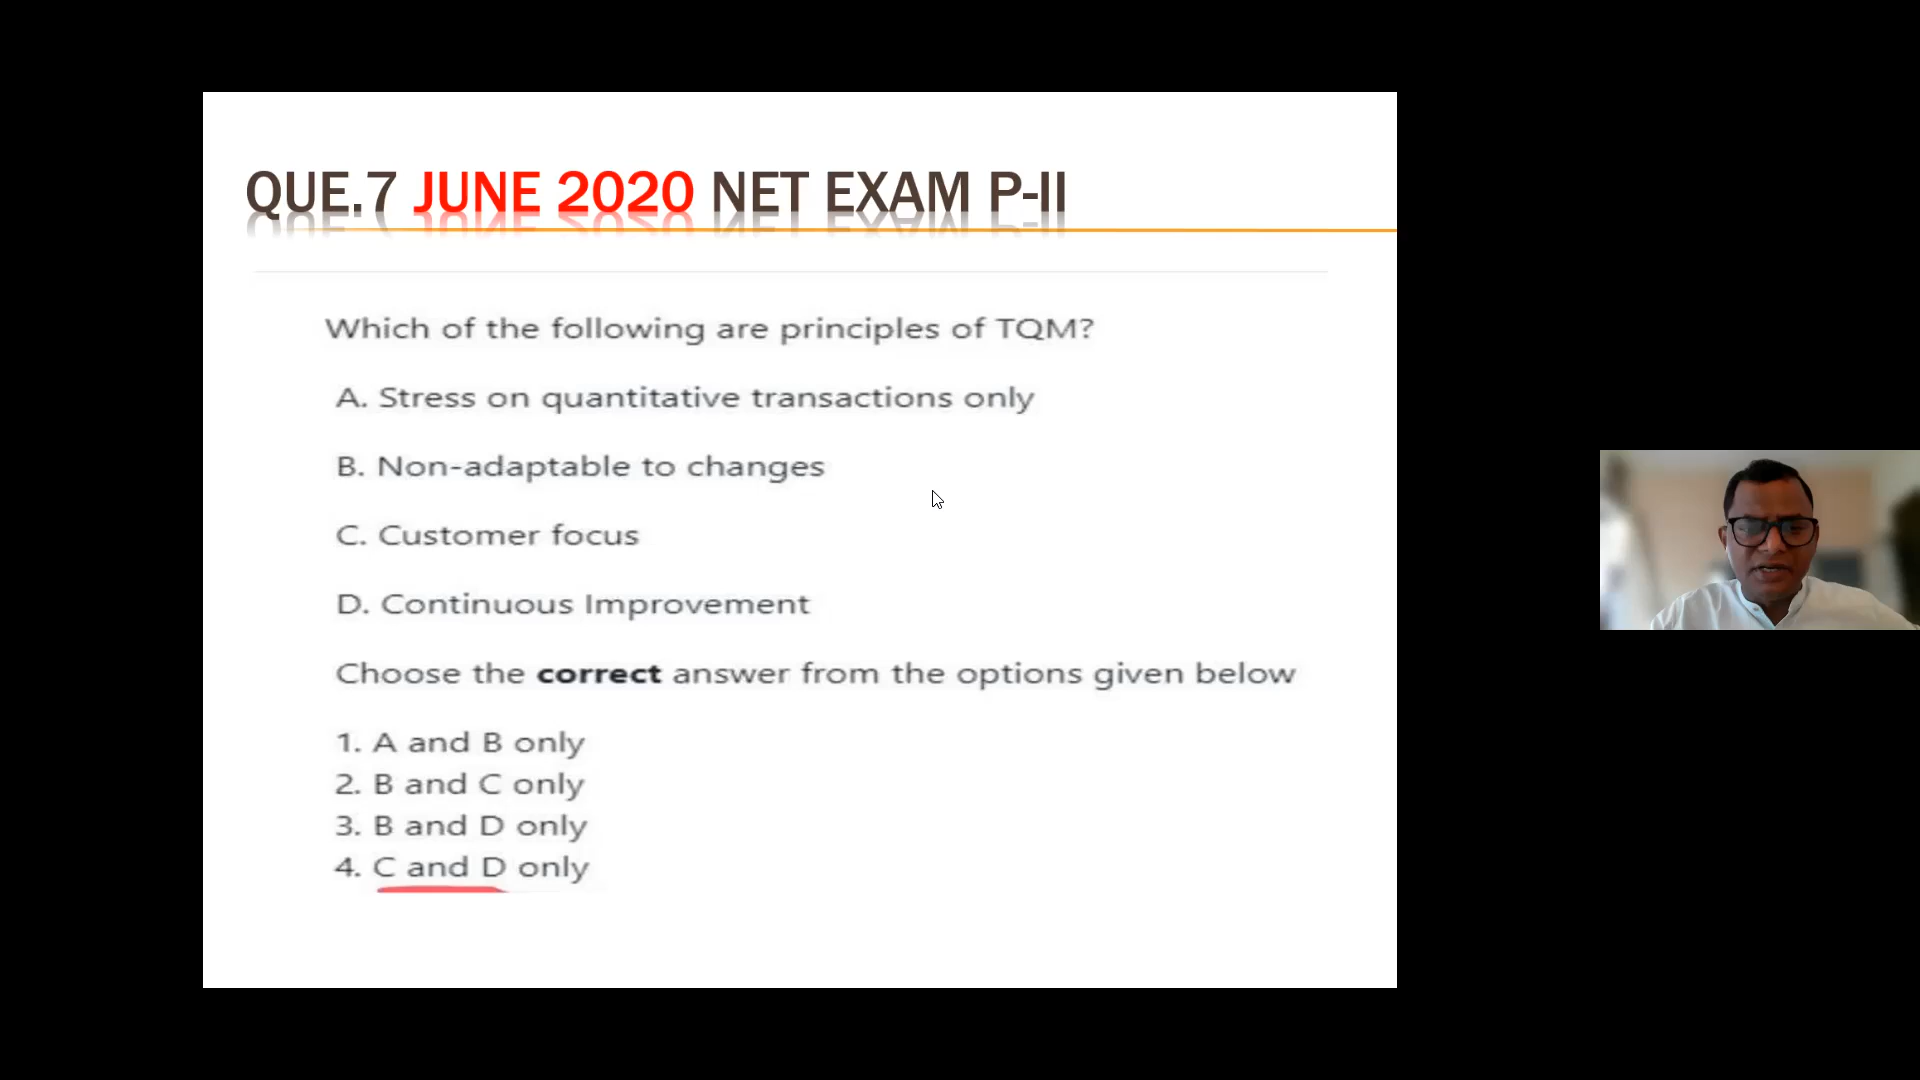 QUE.7 JUNE 2020 NET EXAM P-II
Which of the following are principles of TQM?
A. Stress on quantitative transactions only
B. Non-adaptable to changes
C. Customer focus
D. Continuous Improvement
Choose the correct answer from the options given below
1. A and B only
2. B and C only
3. B and D only
4. C and D only